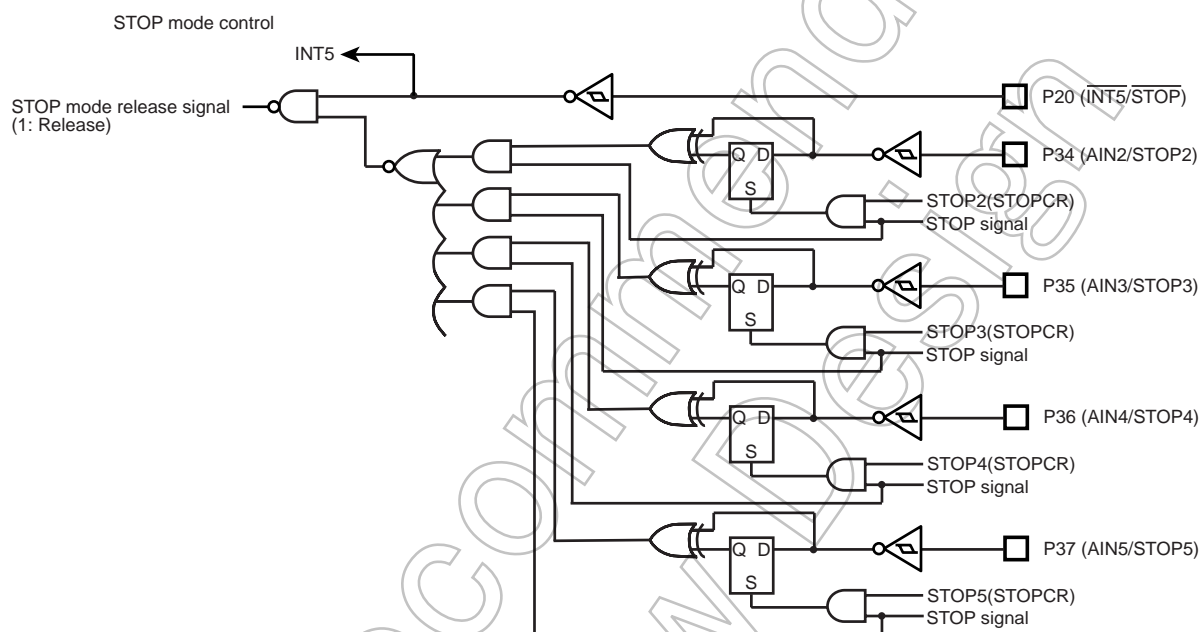 STOP mode control
INT5
STOP mode release signal
(1: Release)
P20 (INT5/STOP)
P34 (AIN2/STOP2)
Q D
S
STOP2(STOPCR)
STOP signal
P35 (AIN3/STOP3)
Q D
S
STOP3(STOPCR)
STOP signal
P36 (AIN4/STOP4)
Q D
S
STOP4(STOPCR)
STOP signal
P37 (AIN5/STOP5)
Q D
S
STOP5(STOPCR)
STOP signal
ecommend
w Design